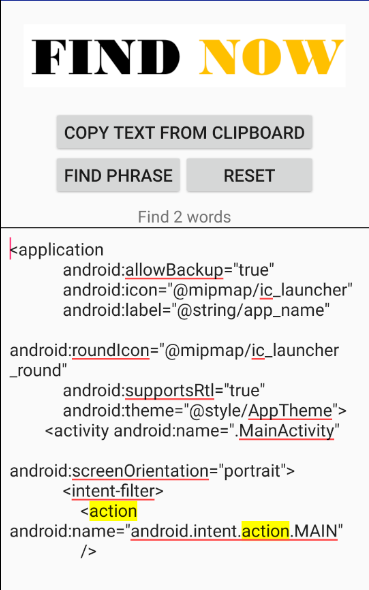 FIND NOW
COPY TEXT FROM CLIPBOARD
FIND PHRASE RESET
Find 2 words
<application
android:allowBackup="true"
android:icon="@mipmap/ic_launcher"
android:label="@string/app_name"
android:roundIcon="@mipmap/ic_launcher
_round"
android:supportsRtl="true"
android:theme="@style/AppTheme">
<activity android:name=".MainActivity"
android:screenOrientation="portrait">
<intent-filter>
<action
android:name="android.intent.action.MAIN"
/>